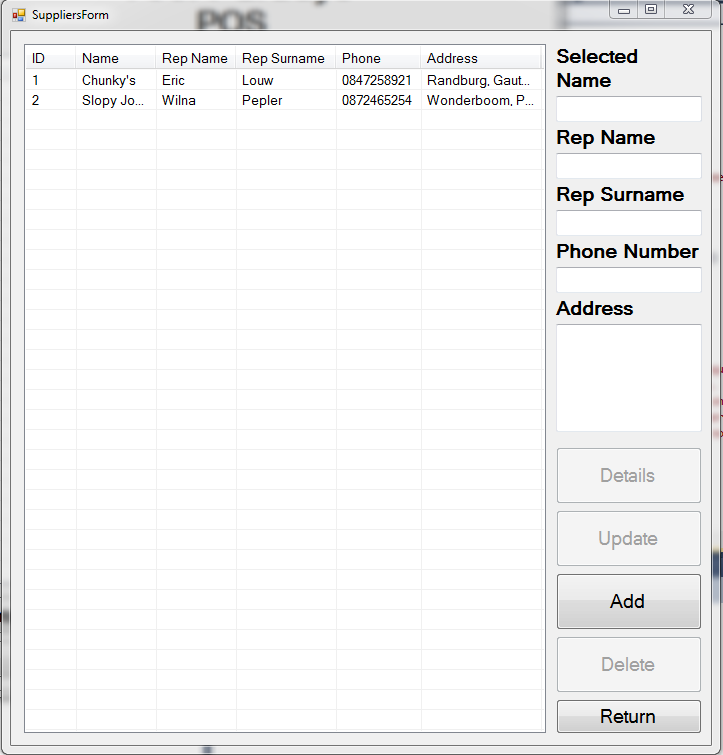 SuppliersForm
POS
ID Name Rep Name Rep Surname Phone Address
1 Chunky's Eric Louw 0847258921 Randburg, Gaut...
2 Slopy Jo... Wilna Pepler 0872465254 Wonderboom, P...
Selected
Name
Rep Name
Rep Surname
Phone Number
Address
Details
Update
Add
Delete
Return